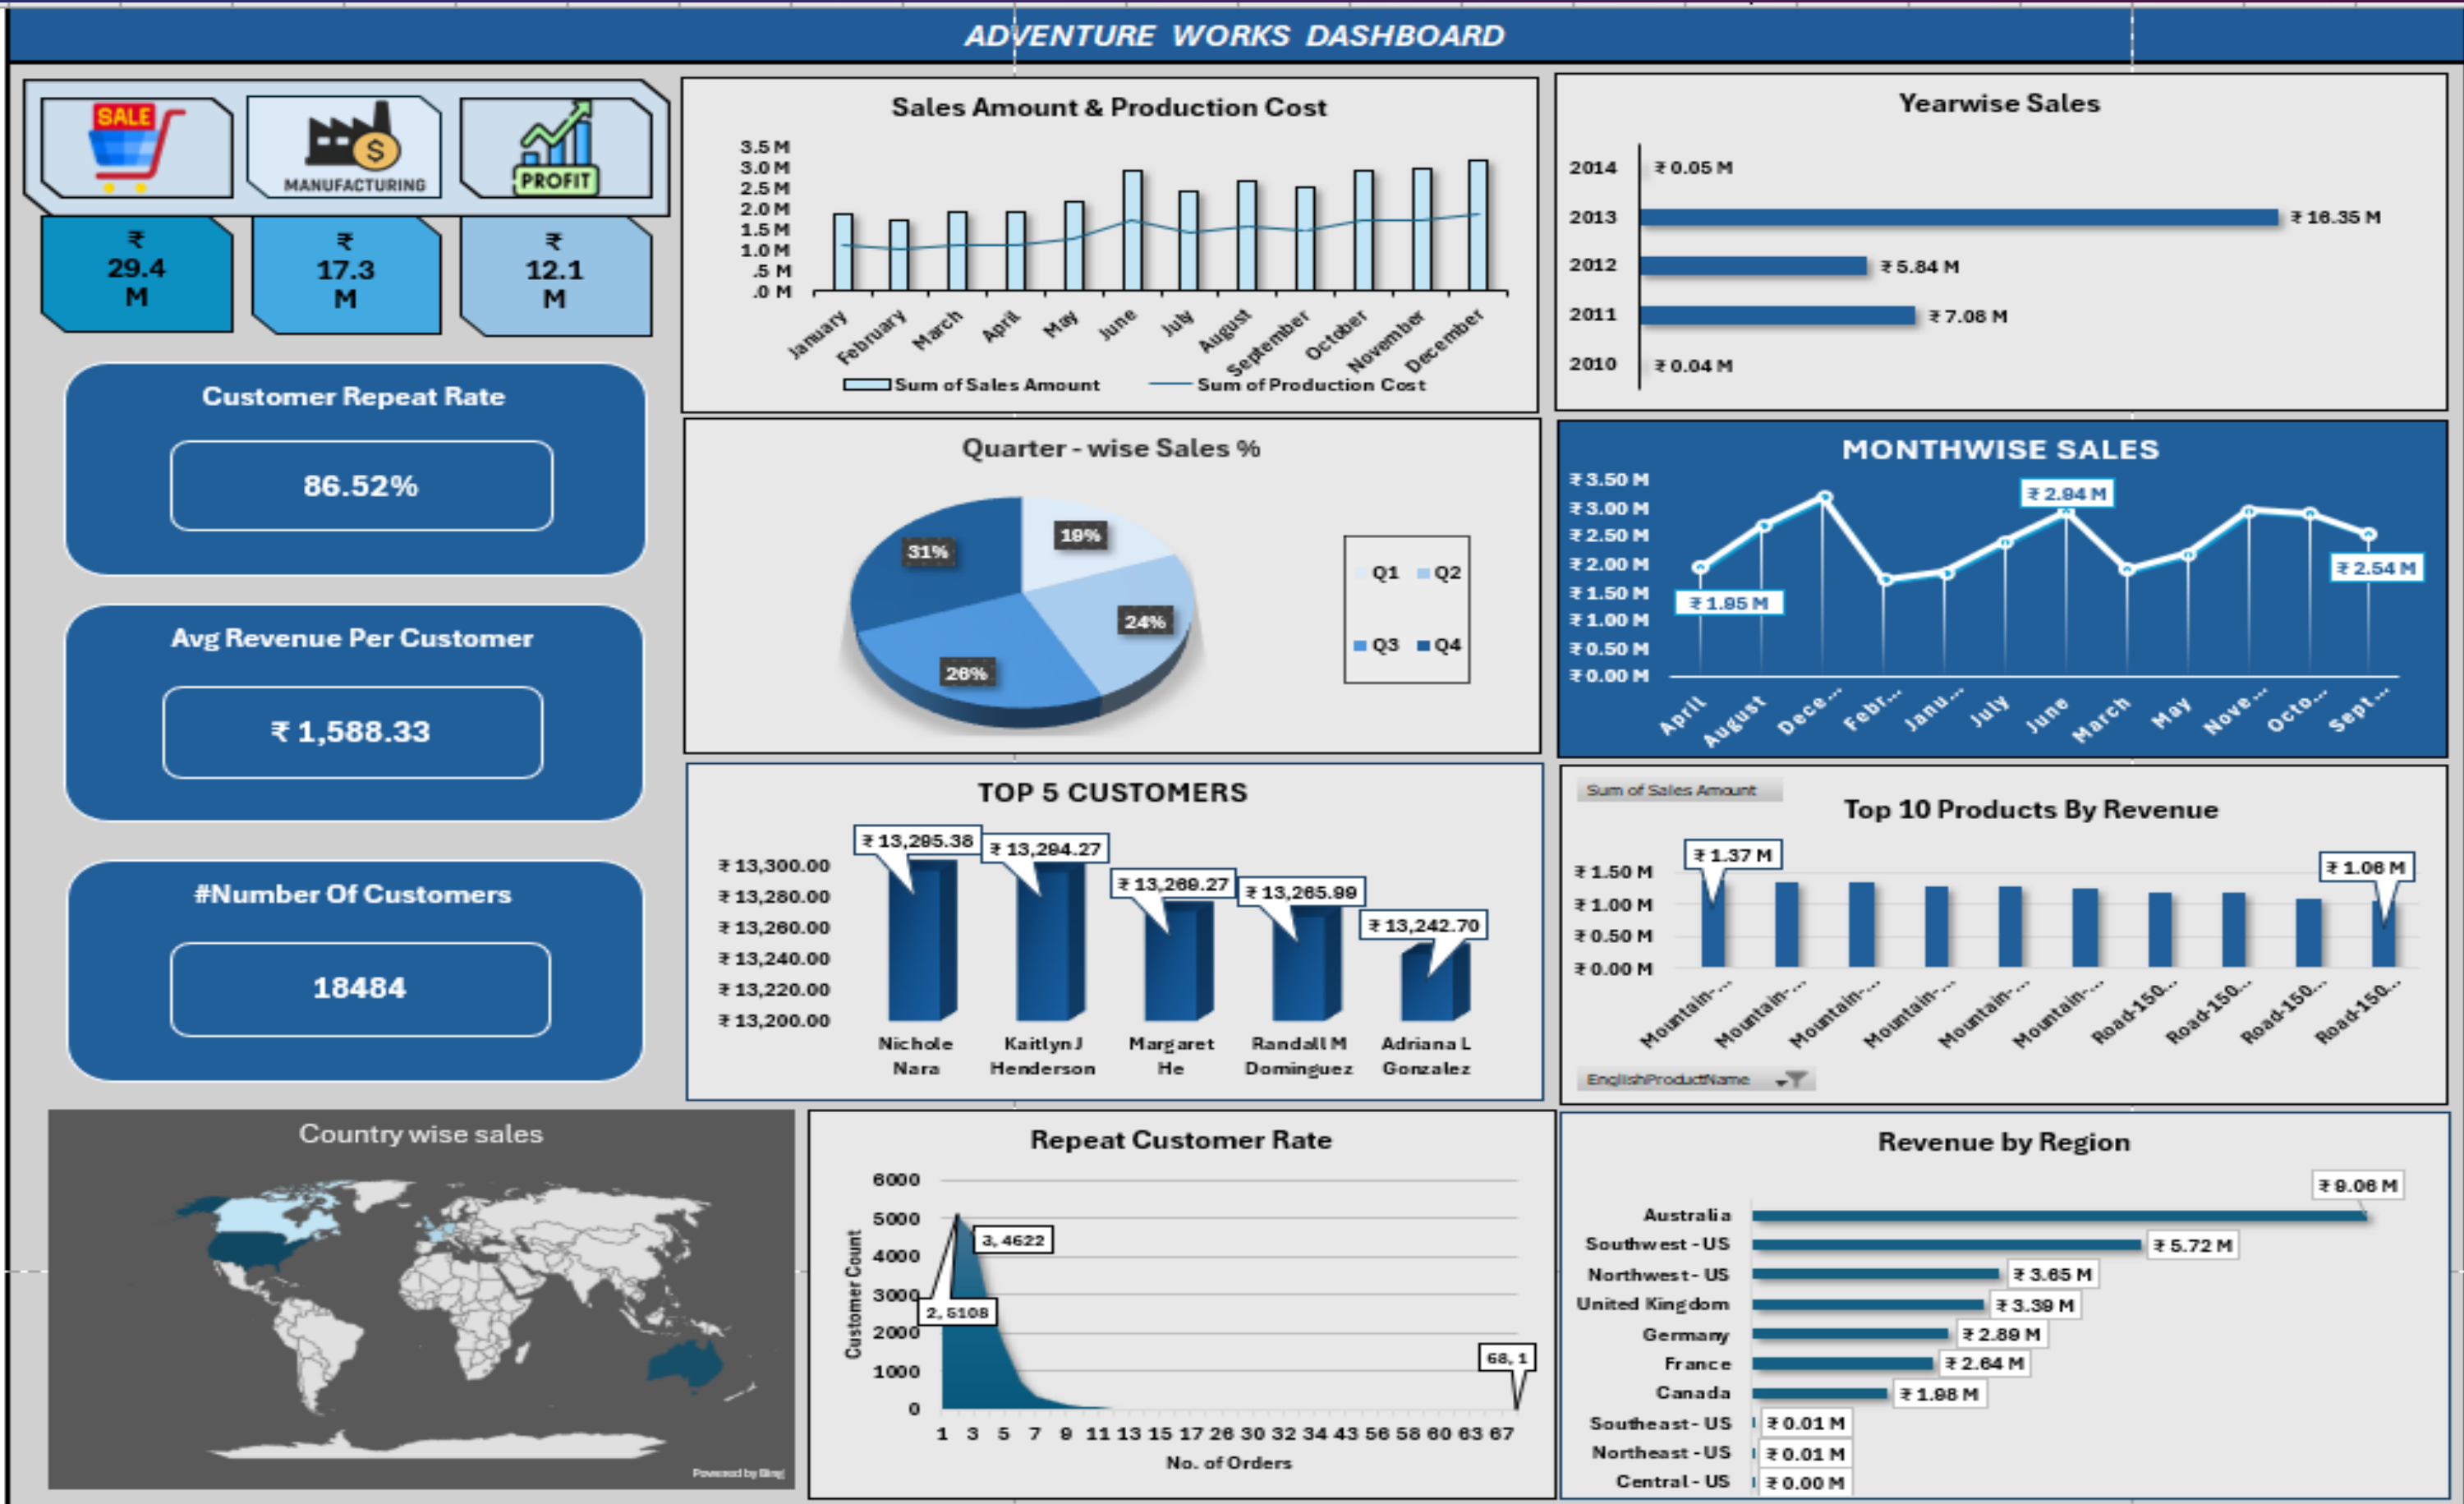 ADVENTURE WORKS DASHBOARD
SALE
MANUFACTURING
PROFIT
₹
29.4
M
₹
17.3
M
₹
12.1
M
Customer Repeat Rate
86.52%
Avg Revenue Per Customer
₹ 1,588.33
#Number Of Customers
18484
Sales Amount & Production Cost
3.5 M
3.0 M
2.5 M
2.0 M
1.5 M
1.0 M
.5 M
.0 M
January
February
March
April
May
June
July
August
September
October
November
December
Sum of Sales Amount
Sum of Production Cost
Yearwise Sales
2014 ₹ 0.05 M
2013 ₹ 16.35 M
2012 ₹ 5.84 M
2011 ₹ 7.08 M
2010 ₹ 0.04 M
Quarter - wise Sales %
31%
19%
24%
26%
Q1 Q2
Q3 Q4
MONTHWISE SALES
₹ 3.50 M
₹ 3.00 M
₹ 2.50 M
₹ 2.00 M
₹ 1.50 M
₹ 1.00 M
₹ 0.50 M
₹ 0.00 M
₹ 1.95 M
₹ 2.94 M
₹ 2.54 M
April
August
Dece...
Febr...
Janu...
July
June
March
May
Nove...
Octo...
Sept...
TOP 5 CUSTOMERS
₹ 13,300.00
₹ 13,280.00
₹ 13,260.00
₹ 13,240.00
₹ 13,220.00
₹ 13,200.00
₹ 13,295.38
₹ 13,294.27
₹ 13,269.27
₹ 13,265.99
₹ 13,242.70
Nichole
Nara
Kaitlyn J
Henderson
Margaret
He
Randall M
Dominguez
Adriana L
Gonzalez
Sum of Sales Amount
Top 10 Products By Revenue
₹ 1.50 M
₹ 1.00 M
₹ 0.50 M
₹ 0.00 M
₹ 1.37 M
₹ 1.06 M
Mountain-...
Mountain-...
Mountain-...
Mountain-...
Mountain-...
Mountain-...
Road-150...
Road-150...
Road-150...
Road-150...
EnglishProductName
Country wise sales
Powered by Bing
Repeat Customer Rate
Customer Count
6000
5000
4000
3000
2000
1000
0
3, 4622
2, 5108
68, 1
1 3 5 7 9 11 13 15 17 26 30 32 34 43 56 58 60 63 67
No. of Orders
Revenue by Region
Australia ₹ 9.06 M
Southwest - US ₹ 5.72 M
Northwest - US ₹ 3.65 M
United Kingdom ₹ 3.39 M
Germany ₹ 2.89 M
France ₹ 2.64 M
Canada ₹ 1.98 M
Southeast - US ₹ 0.01 M
Northeast - US ₹ 0.01 M
Central - US ₹ 0.00 M